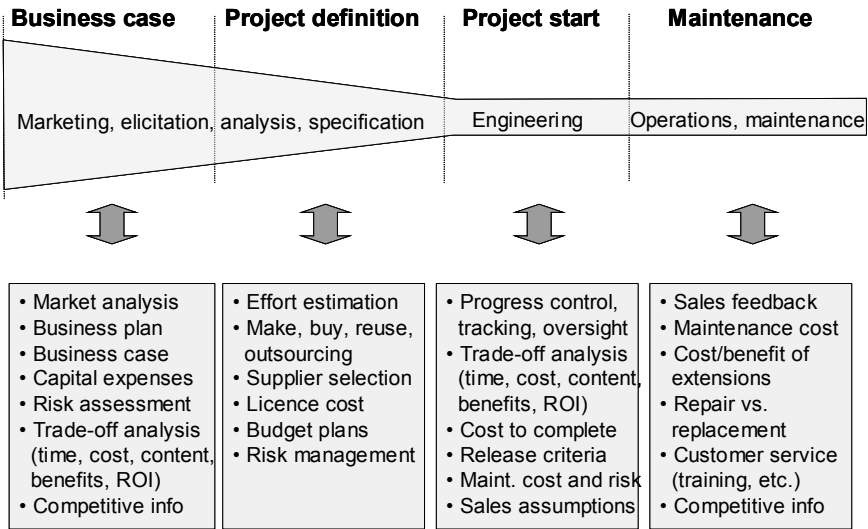 Business case
Project definition
Project start
Maintenance
Marketing, elicitation, analysis, specification
Engineering
Operations, maintenance
• Market analysis
• Business plan
• Business case
• Capital expenses
• Risk assessment
• Trade-off analysis
(time, cost, content,
benefits, ROI)
• Competitive info
• Effort estimation
• Make, buy, reuse,
outsourcing
• Supplier selection
• Licence cost
• Budget plans
• Risk management
• Progress control,
tracking, oversight
• Trade-off analysis
(time, cost, content,
benefits, ROI)
• Cost to complete
• Release criteria
• Maint. cost and risk
• Sales assumptions
• Sales feedback
• Maintenance cost
• Cost/benefit of
extensions
• Repair vs.
replacement
• Customer service
(training, etc.)
• Competitive info